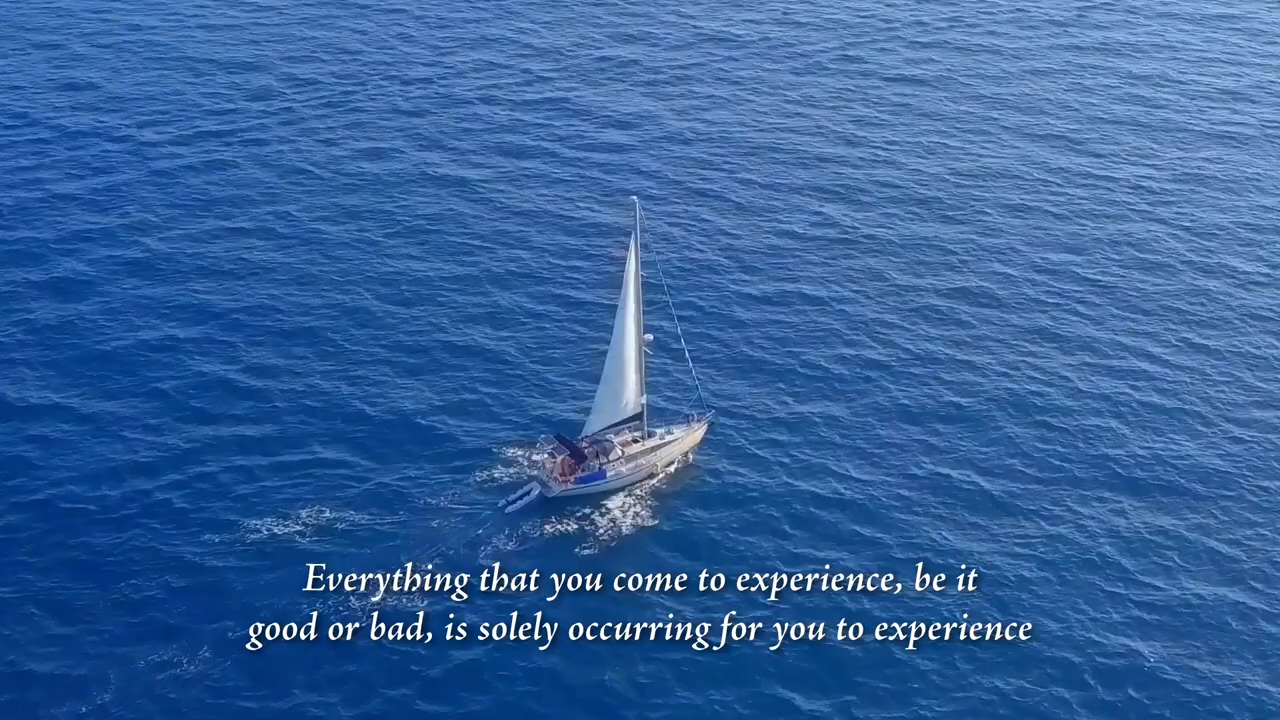 Everything that you come to experience, be it
good or bad, is solely occurring for you to experience